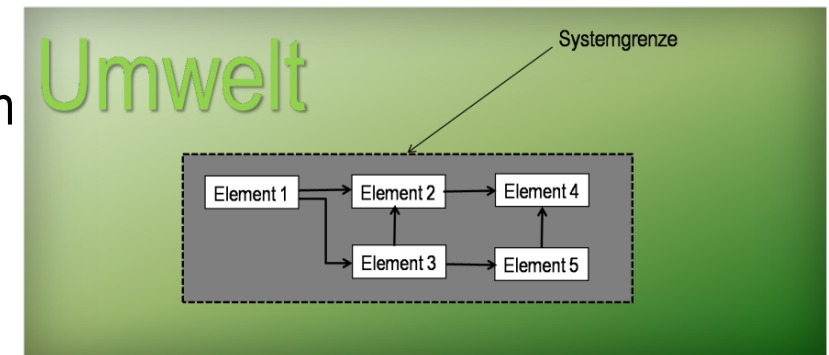 Systemgrenze
Umwelt
n
Element 1
Element 2
Element 4
Element 3
Element 5